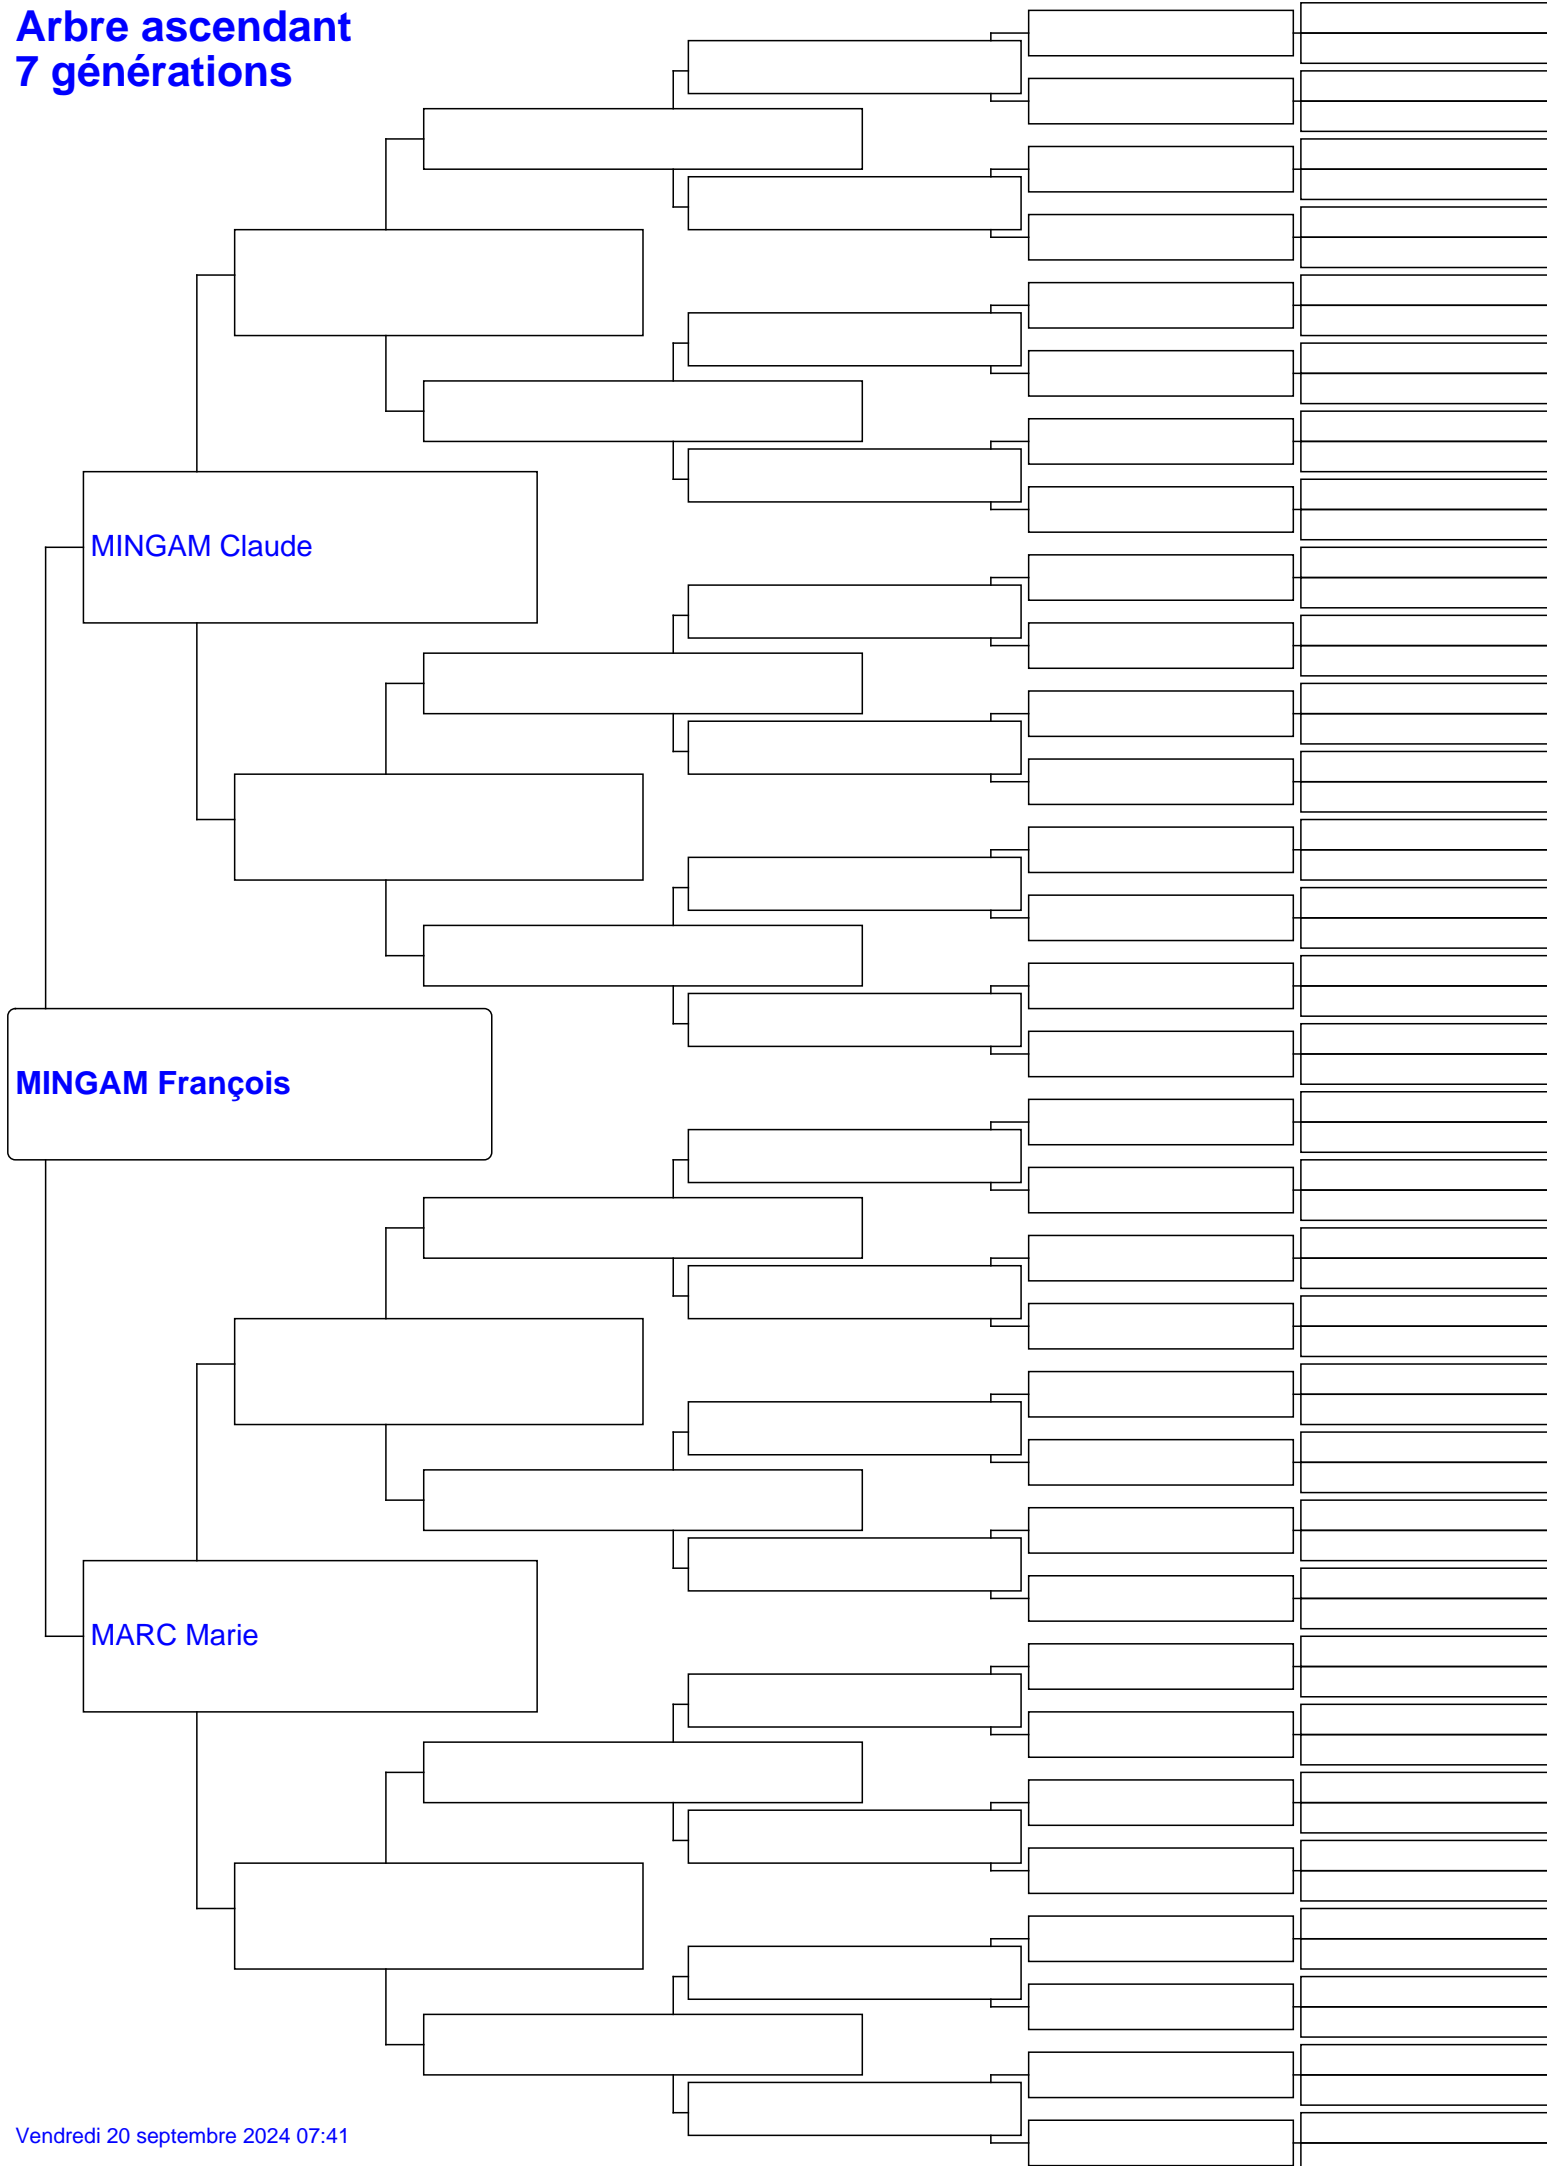 Arbre ascendant
7 générations
MINGAM Claude
MINGAM François
MARC Marie
Vendredi 20 septembre 2024 07:41